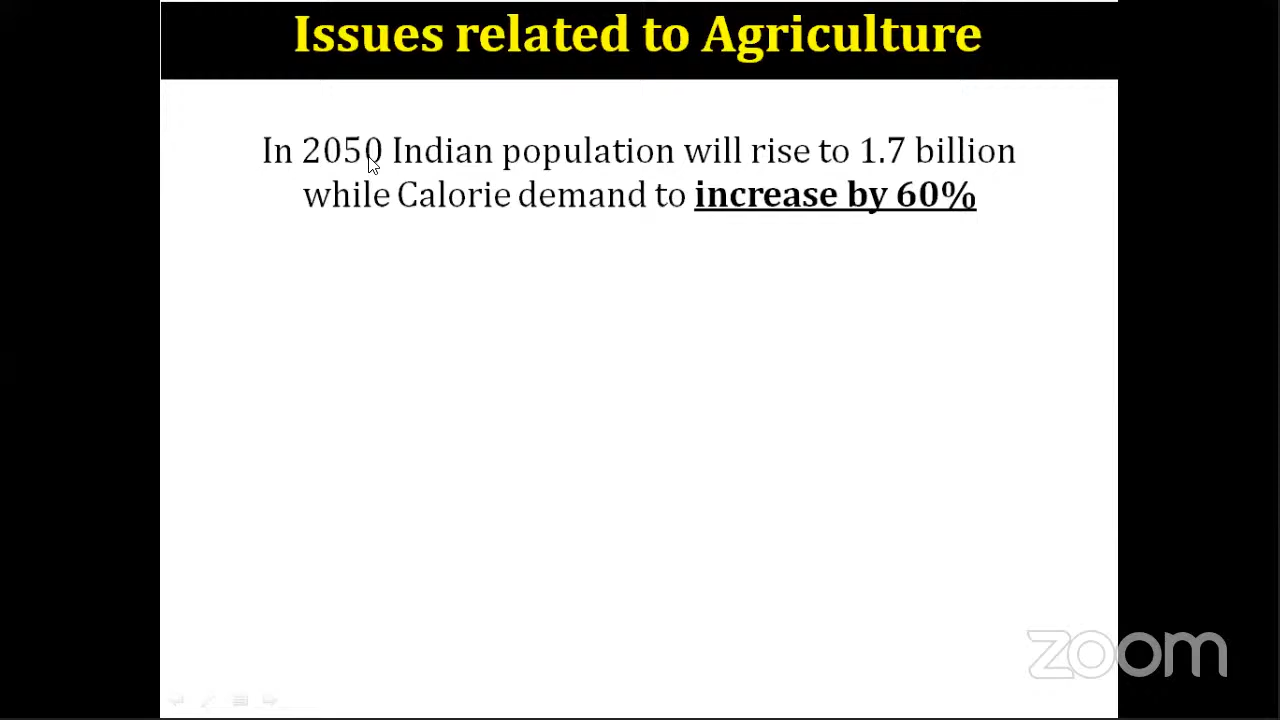 Issues related to Agriculture
In 2050 Indian population will rise to 1.7 billion
while Calorie demand to increase by 60%
zoom